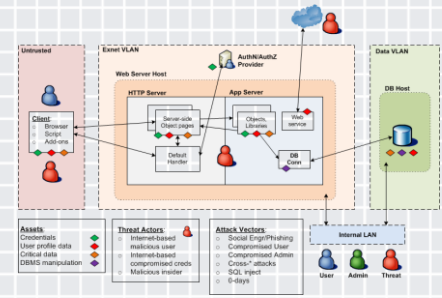 Untrusted
Exnet VLAN
Data VLAN
AuthN/AuthZ
Provider
Web Server Host
DB Host
HTTP Server
App Server
Client
Browser
Script
Add-ons
Server-side
Object pages
Objects,
Libraries
Web
service
Default
Handler
DB
Conn
Internal LAN
User
Admin
Threat
Assets:
Credentials
User profile data
Critical data
DBMS manipulation
Threat Actors:
Internet-based
malicious user
Internet-based
compromised creds
Malicious insider
Attack Vectors:
Social Engr/Phishing
Compromised User
Compromised Admin
Cross-* attacks
SQL inject
0-days